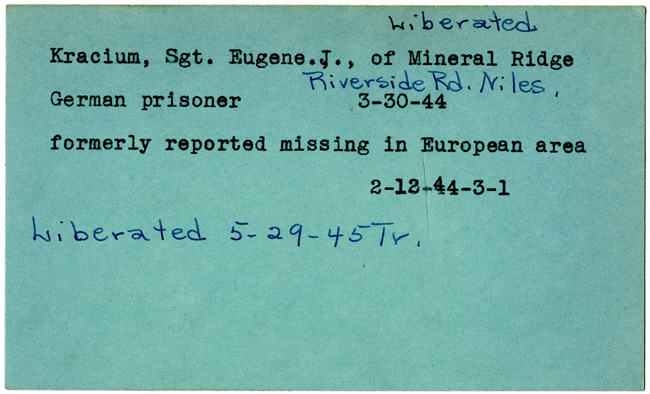 Liberated
Kracium, Sgt. Eugene.J., of Mineral Ridge
Riverside Rd. Niles,
German prisoner 3-30-44
formerly reported missing in European area
2-12-44-3-1
Liberated 5-29-45 Tr.